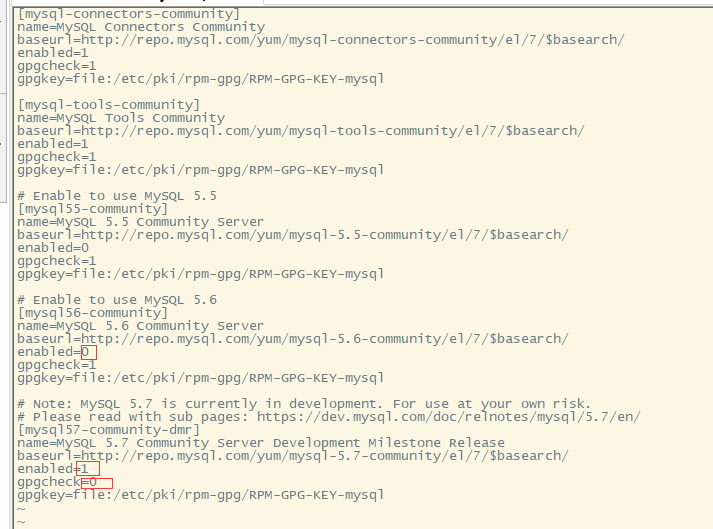 [mysql-connectors-community]
name=MySQL Connectors Community
baseurl=http://repo.mysql.com/yum/mysql-connectors-community/el/7/$basearch/
enabled=1
gpgcheck=1
gpgkey=file:/etc/pki/rpm-gpg/RPM-GPG-KEY-mysql

[mysql-tools-community]
name=MySQL Tools Community
baseurl=http://repo.mysql.com/yum/mysql-tools-community/el/7/$basearch/
enabled=1
gpgcheck=1
gpgkey=file:/etc/pki/rpm-gpg/RPM-GPG-KEY-mysql

# Enable to use MySQL 5.5
[mysql55-community]
name=MySQL 5.5 Community Server
baseurl=http://repo.mysql.com/yum/mysql-5.5-community/el/7/$basearch/
enabled=0
gpgcheck=1
gpgkey=file:/etc/pki/rpm-gpg/RPM-GPG-KEY-mysql

# Enable to use MySQL 5.6
[mysql56-community]
name=MySQL 5.6 Community Server
baseurl=http://repo.mysql.com/yum/mysql-5.6-community/el/7/$basearch/
enabled=0
gpgcheck=1
gpgkey=file:/etc/pki/rpm-gpg/RPM-GPG-KEY-mysql

# Note: MySQL 5.7 is currently in development. For use at your own risk.
# Please read with sub pages: https://dev.mysql.com/doc/relnotes/mysql/5.7/en/
[mysql57-community-dmr]
name=MySQL 5.7 Community Server Development Milestone Release
baseurl=http://repo.mysql.com/yum/mysql-5.7-community/el/7/$basearch/
enabled=1
gpgcheck=0
gpgkey=file:/etc/pki/rpm-gpg/RPM-GPG-KEY-mysql
~
~